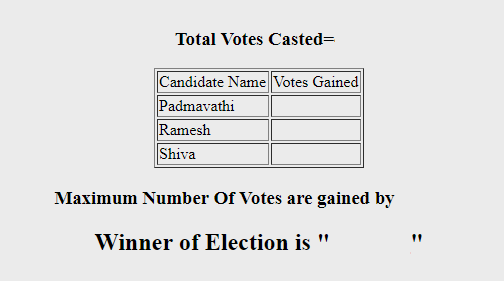 Total Votes Casted=
Candidate Name Votes Gained
Padmavathi
Ramesh
Shiva
Maximum Number Of Votes are gained by
Winner of Election is " "